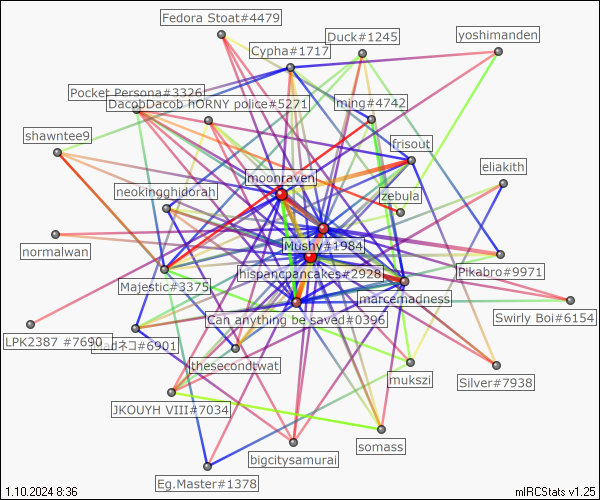 Fedora Stoat#4479
Duck#1245
yoshimanden
Cypha#1717
Pocket Persona#3326
DacobDacob hORNY police#5271
ming#4742
shawntee9
frisout
moonraven
eliakith
neokingghidorah
zebula
Mushy#1984
normalwan
hispancpancakes#2928
Pikabro#9971
Majestic#3375
marcemadness
Can anything be saved#0396
Swirly Boi#6154
LPK2387 #7690
ネコ#6901
thesecondtwat
mukszi
Silver#7938
JKOUYH VIII#7034
somass
bigcitysamurai
Eg.Master#1378
1.10.2024 8:36
mIRCStats v1.25